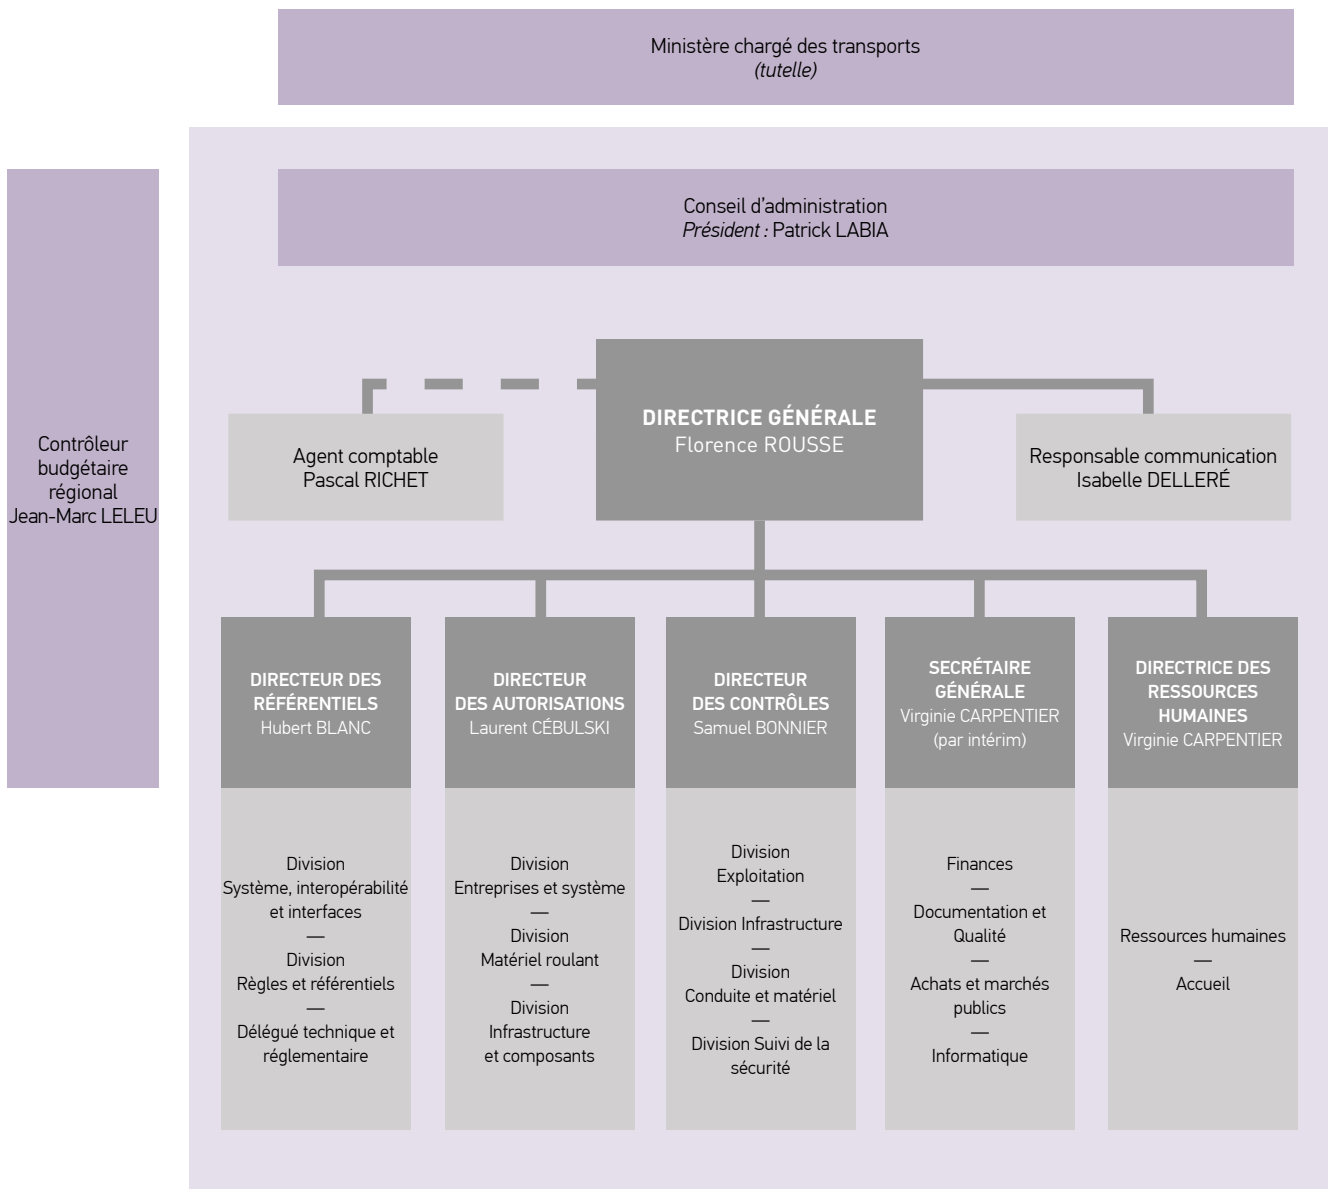 Ministère chargé des transports
(tutelle)
Conseil d’administration
Président : Patrick LABIA
Contrôleur
budgétaire
régional
Jean-Marc LELEU
DIRECTRICE GÉNÉRALE
Florence ROUSSE
Agent comptable
Pascal RICHET
Responsable communication
Isabelle DELLERÉ
DIRECTEUR DES
RÉFÉRENTIELS
Hubert BLANC
DIRECTEUR
DES AUTORISATIONS
Laurent CÉBULSKI
DIRECTEUR
DES CONTRÔLES
Samuel BONNIER
SECRÉTAIRE
GÉNÉRALE
Virginie CARPENTIER
(par intérim)
DIRECTRICE DES
RESSOURCES
HUMAINES
Virginie CARPENTIER
Division
Système, interopérabilité
et interfaces
—
Division
Règles et référentiels
—
Délégué technique et
réglementaire
Division
Entreprises et système
—
Division
Matériel roulant
—
Division
Infrastructure
et composants
Division
Exploitation
—
Division Infrastructure
—
Division
Conduite et matériel
—
Division Suivi de la
sécurité
Finances
—
Documentation et
Qualité
—
Achats et marchés
publics
—
Informatique
Ressources humaines
—
Accueil